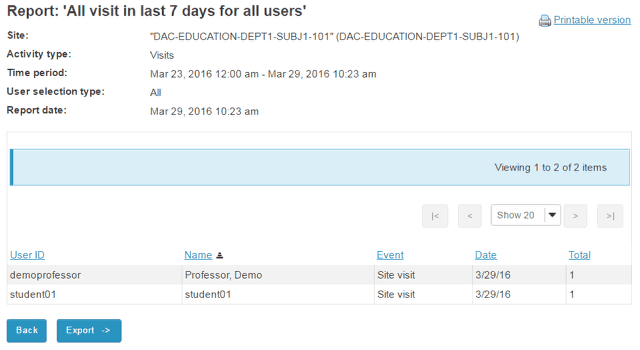 Report: 'All visit in last 7 days for all users'
Printable version
Site: "DAC-EDUCATION-DEPT1-SUBJ1-101" (DAC-EDUCATION-DEPT1-SUBJ1-101)
Activity type: Visits
Time period: Mar 23, 2016 12:00 am - Mar 29, 2016 10:23 am
User selection type: All
Report date: Mar 29, 2016 10:23 am
Viewing 1 to 2 of 2 items
|< < Show 20 > >|
User ID Name Event Date Total
demoprofessor Professor, Demo Site visit 3/29/16 1
student01 student01 Site visit 3/29/16 1
Back Export ->